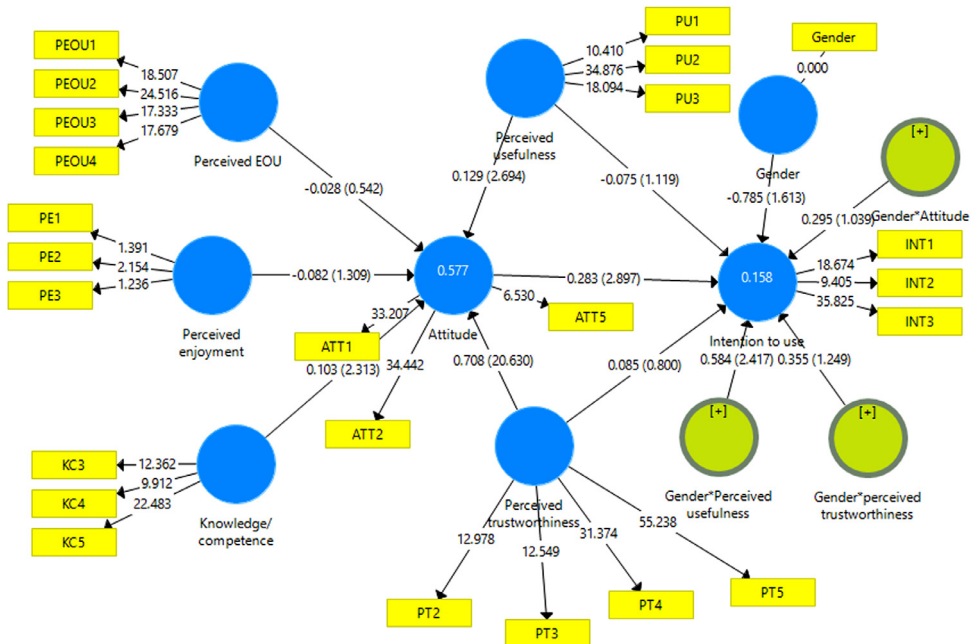 PEOU1
PEOU2
PEOU3
PEOU4
18.507
24.516
17.333
17.679
Perceived EOU
PE1
PE2
PE3
1.391
2.154
1.236
Perceived
enjoyment
KC3
KC4
KC5
12.362
9.912
22.483
Knowledge/
competence
-0.028 (0.542)
-0.082 (1.309)
0.103 (2.313)
0.129 (2.694)
0.708 (20.630)
0.577
Attitude
33.207
34.442
6.530
ATT1
ATT2
ATT5
PU1
PU2
PU3
10.410
34.876
18.094
Perceived
usefulness
-0.075 (1.119)
0.283 (2.897)
0.085 (0.800)
Perceived
trustworthiness
12.978
12.549
31.374
55.238
PT2
PT3
PT4
PT5
Gender
0.000
Gender
-0.785 (1.613)
[+]
Gender*Attitude
0.295 (1.039)
0.158
Intention to use
18.674
9.405
35.825
INT1
INT2
INT3
0.584 (2.417)
0.355 (1.249)
[+]
Gender*Perceived
usefulness
[+]
Gender*perceived
trustworthiness